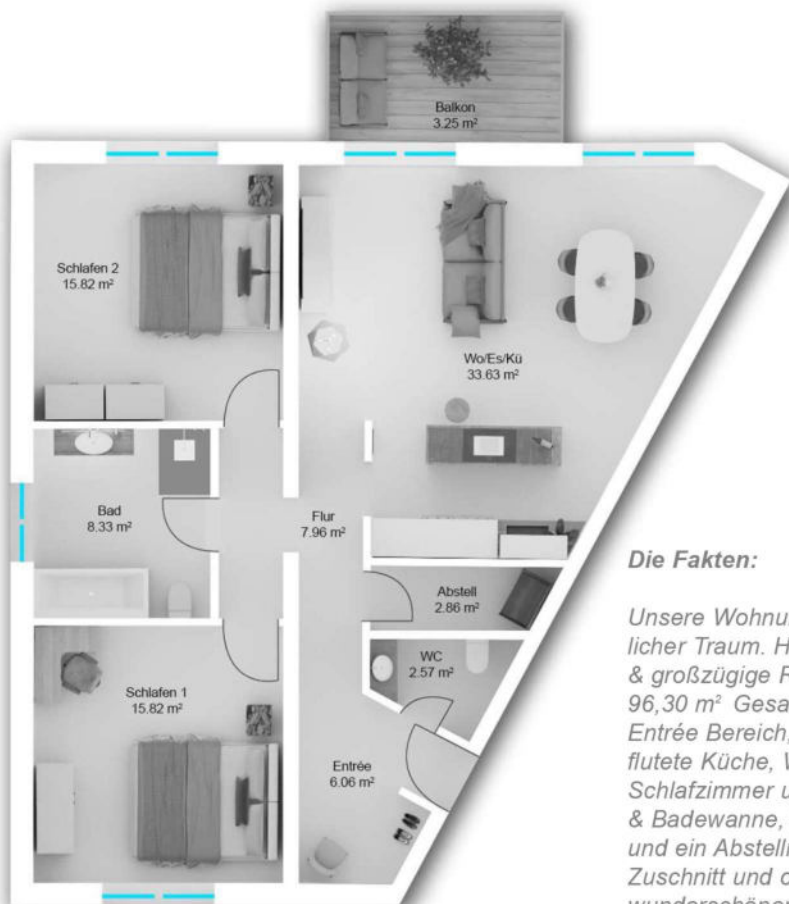 Balkon
3.25 m²
Schlafen 2
15.82 m²
Wo/Es/Kü
33.63 m²
Bad
8.33 m²
Flur
7.96 m²
Abstell
2.86 m²
WC
2.57 m²
Schlafen 1
15.82 m²
Entrée
6.06 m²
Die Fakten:
Unsere
licher Traum.
& großzügige
96,30 m²
Entrée Bereich,
flutete Küche,
Schlafzimmer
& Badewanne,
und ein
Zuschnitt und